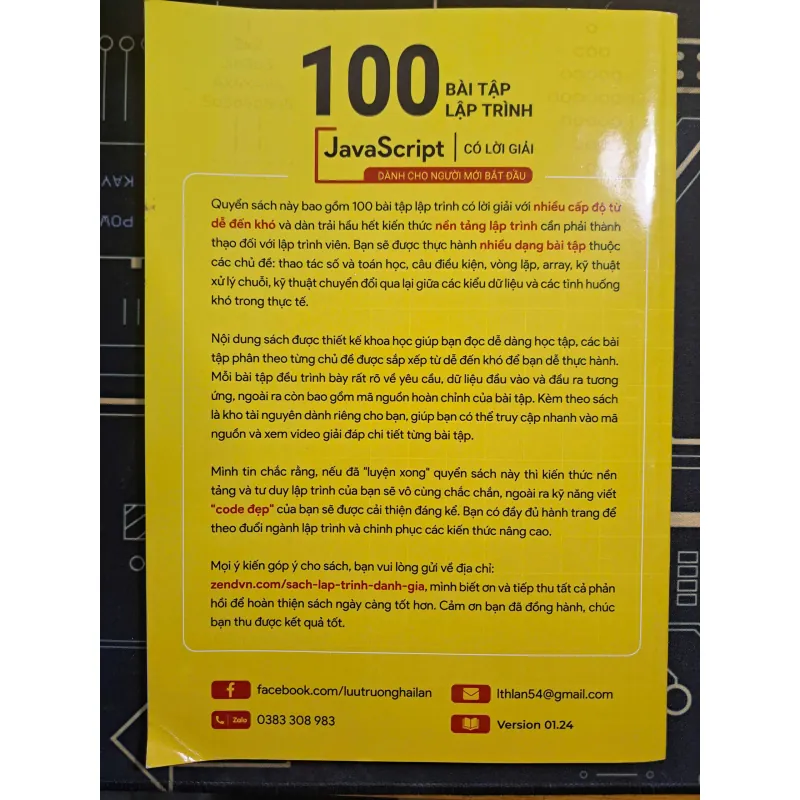 100 BÀI TẬP
LẬP TRÌNH
JavaScript | CÓ LỜI GIẢI
DÀNH CHO NGƯỜI MỚI BẮT ĐẦU
Quyển sách này bao gồm 100 bài tập lập trình có lời giải với nhiều cấp độ từ
dễ đến khó và dàn trải hầu hết kiến thức nền tảng lập trình cần phải thành
thạo đối với lập trình viên. Bạn sẽ được thực hành nhiều dạng bài tập thuộc
các chủ đề: thao tác số và toán học, câu điều kiện, vòng lặp, array, kỹ thuật
xử lý chuỗi, kỹ thuật chuyển đổi qua lại giữa các kiểu dữ liệu và các tình huống
khó trong thực tế.
Nội dung sách được thiết kế khoa học giúp bạn đọc dễ dàng học tập, các bài
tập phân theo từng chủ đề được sắp xếp từ dễ đến khó để bạn dễ thực hành.
Mỗi bài tập đều trình bày rất rõ về yêu cầu, dữ liệu đầu vào và đầu ra tương
ứng, ngoài ra còn bao gồm mã nguồn hoàn chỉnh của bài tập. Kèm theo sách
là kho tài nguyên dành riêng cho bạn, giúp bạn có thể truy cập nhanh vào mã
nguồn và xem video giải đáp chi tiết từng bài tập.
Mình tin chắc rằng, nếu đã "luyện xong" quyển sách này thì kiến thức nền
tảng và tư duy lập trình của bạn sẽ vô cùng chắc chắn, ngoài ra kỹ năng viết
"code đẹp" của bạn sẽ được cải thiện đáng kể. Bạn có đầy đủ hành trang để
theo đuổi ngành lập trình và chinh phục các kiến thức nâng cao.
Mọi ý kiến góp ý cho sách, bạn vui lòng gửi về địa chỉ:
zendvn.com/sach-lap-trinh-danh-gia, mình biết ơn và tiếp thu tất cả phản
hồi để hoàn thiện sách ngày càng tốt hơn. Cảm ơn bạn đã đồng hành, chúc
bạn thu được kết quả tốt.
facebook.com/luutruonghailan
lthlan54@gmail.com
Zalo 0383 308 983
Version 01.24